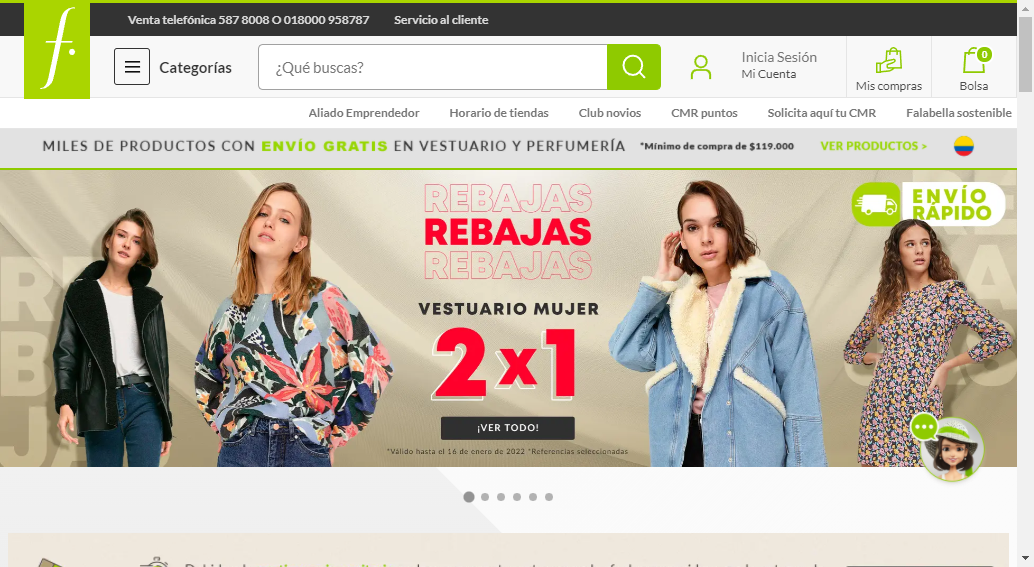 Venta telefónica 587 8008 O 018000 958787 Servicio al cliente
f.
Categorías
¿Qué buscas?
Inicia Sesión
Mi Cuenta
Mis compras
0
Bolsa
Aliado Emprendedor Horario de tiendas Club novios CMR puntos Solicita aquí tu CMR Falabella sostenible
MILES DE PRODUCTOS CON ENVÍO GRATIS EN VESTUARIO Y PERFUMERÍA *Mínimo de compra de $119.000 VER PRODUCTOS >
REBAJAS
REBAJAS
REBAJAS
ENVÍO
RÁPIDO
VESTUARIO MUJER
2x1
¡VER TODO!
*Válido hasta el 16 de enero de 2022 *Referencias seleccionadas